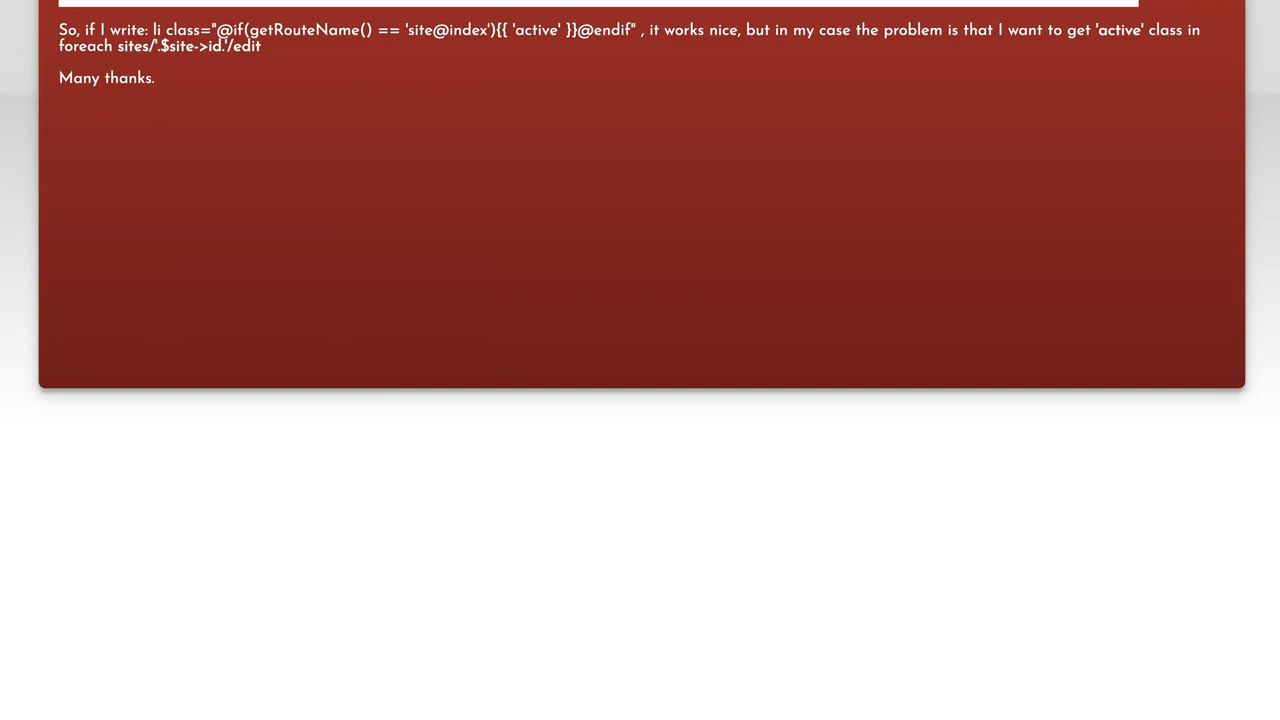 So, if I write: li class="@if(getRouteName() == 'site@index'){{ 'active' }}@endif" , it works nice, but in my case the problem is that I want to get 'active' class in
foreach sites/'.$site->id.'/edit
Many thanks.